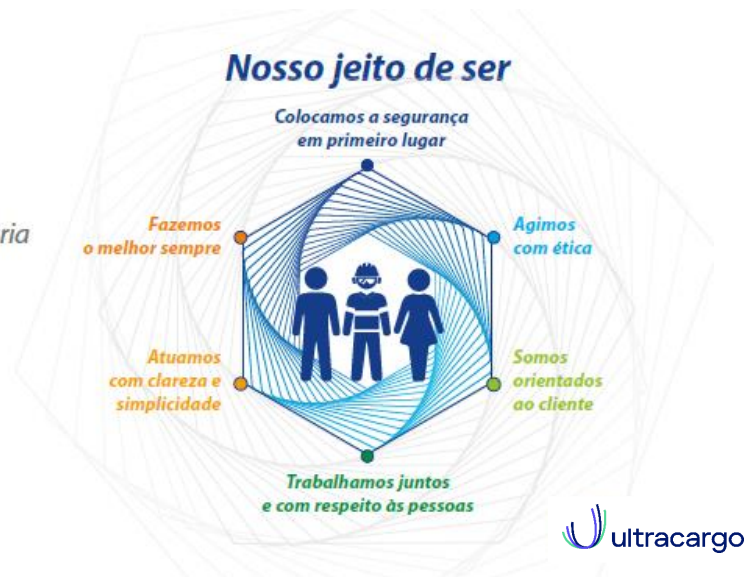 Nosso jeito de ser
Colocamos a segurança
em primeiro lugar
Agimos
com ética
Somos
orientados
ao cliente
Trabalhamos juntos
e com respeito às pessoas
Atuamos
com clareza e
simplicidade
Fazemos
o melhor sempre
ria
ultracargo